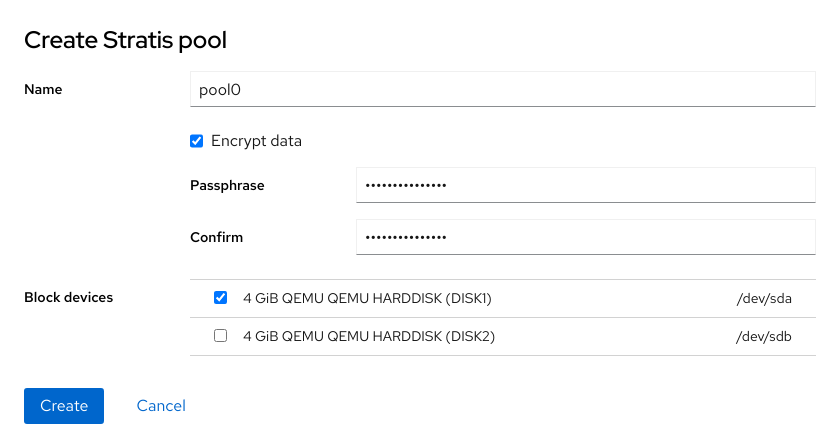 Create Stratis pool
Name
pool0
Encrypt data
Passphrase
•••••••••••••••
Confirm
•••••••••••••••
Block devices
4 GiB QEMU QEMU HARDDISK (DISK1) /dev/sda
4 GiB QEMU QEMU HARDDISK (DISK2) /dev/sdb
Create Cancel